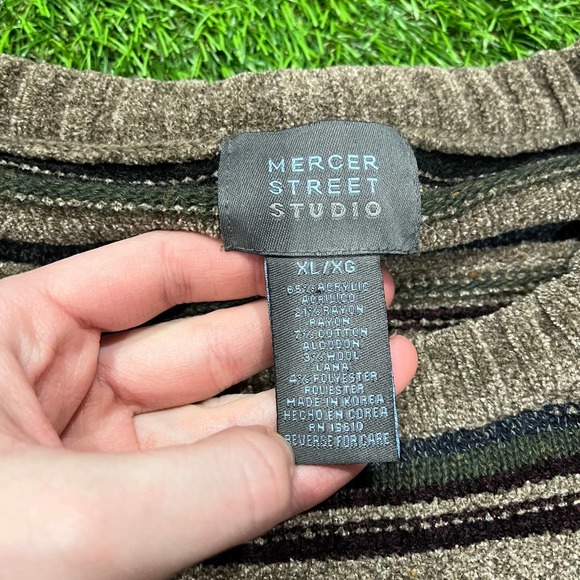 MERCER
STREET
STUDIO
XL/XG
65% ACRYLIC
ACRILICO
21% RAYON
RAYON
7% COTTON
ALGODON
3% WOOL
LANA
4% POLYESTER
POLIESTER
MADE IN KOREA
HECHO EN COREA
RN 15610
REVERSE FOR CARE